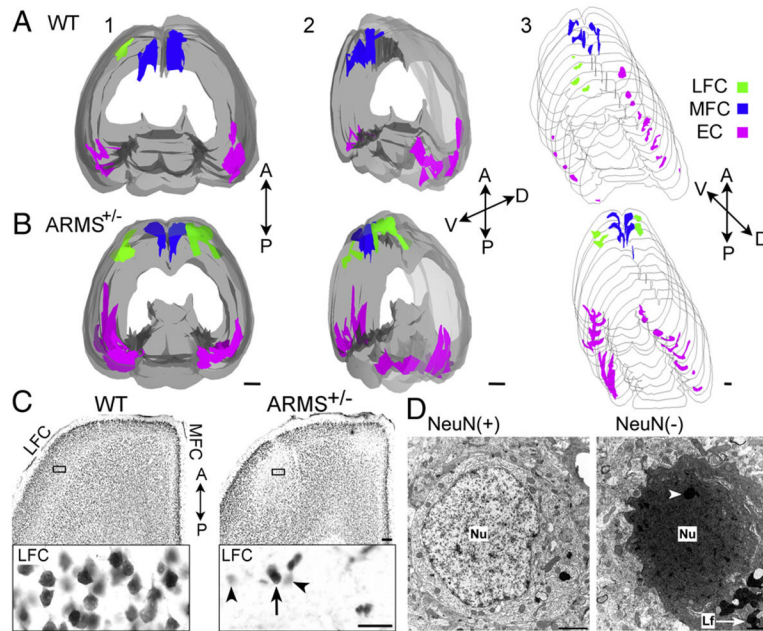 A WT 1 2 3
LFC
MFC
EC
A
P
A
V D
P
A
V P
D
B ARMS+/-
C WT ARMS+/- D NeuN(+) NeuN(-)
LFC
MFC
A
P
Nu
Nu
LFC
LFC
Lf